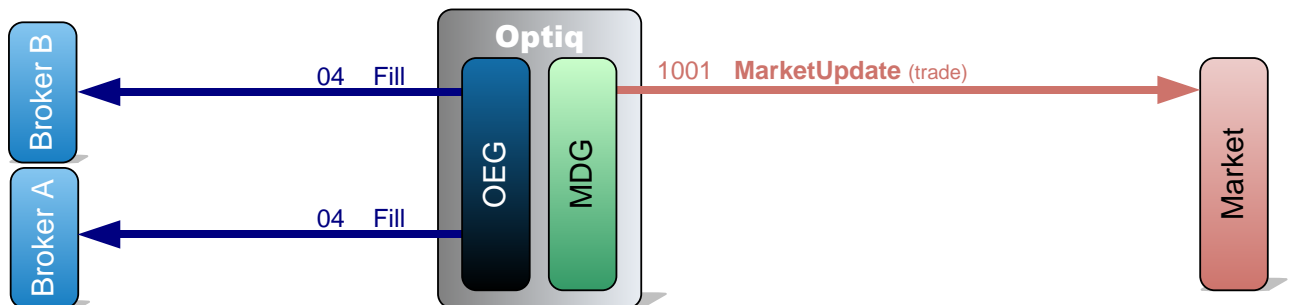 Optiq
Broker B
04 Fill
1001 MarketUpdate (trade)
OEG
MDG
Market
Broker A
04 Fill